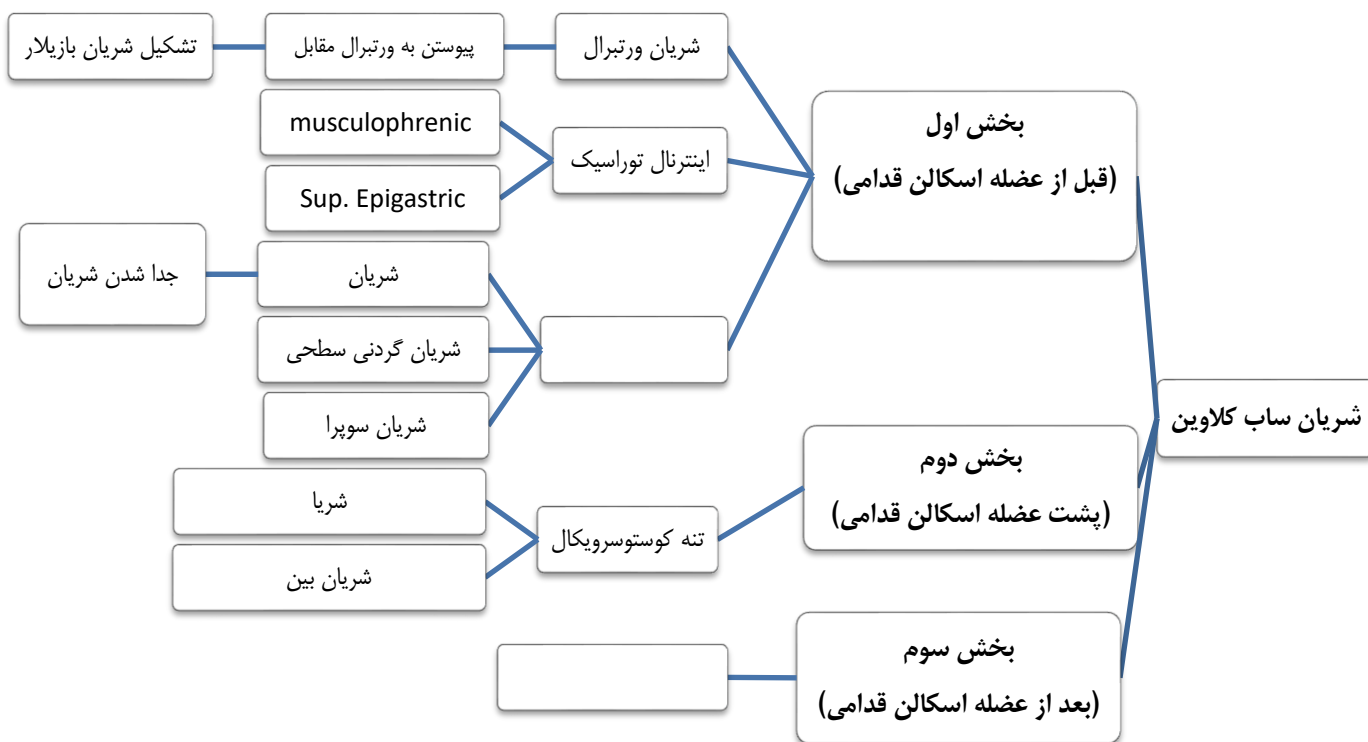 شریان ساب کلاوین
بخش اول
(قبل از عضله اسکالن قدامی)
شریان ورتبرال
پیوستن به ورتبرال مقابل
تشکیل شریان بازیلار
اینترنال توراسیک
musculophrenic
Sup. Epigastric
شریان
جدا شدن شریان
شریان گردنی سطحی
شریان سوپرا
بخش دوم
(پشت عضله اسکالن قدامی)
تنه کوستوسرویکال
شریا
شریان بین
بخش سوم
(بعد از عضله اسکالن قدامی)